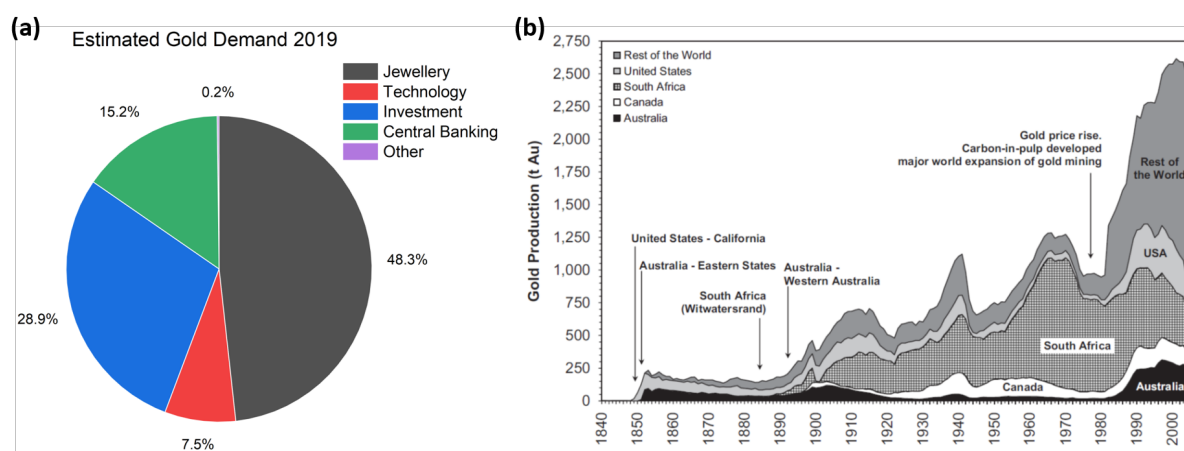 (a)
Estimated Gold Demand 2019
Jewellery
Technology
Investment
Central Banking
Other
0.2%
15.2%
48.3%
28.9%
7.5%
(b)
Gold Production (t Au)
2,750
2,500
2,250
2,000
1,750
1,500
1,250
1,000
750
500
250
0
Rest of the World
United States
South Africa
Canada
Australia
Gold price rise.
Carbon-in-pulp developed
major world expansion of gold mining
Rest of
the World
United States - California
Australia - Eastern States
South Africa
(Witwatersrand)
Australia -
Western Australia
USA
South Africa
Canada
Australia
1840
1850
1860
1870
1880
1890
1900
1910
1920
1930
1940
1950
1960
1970
1980
1990
2000